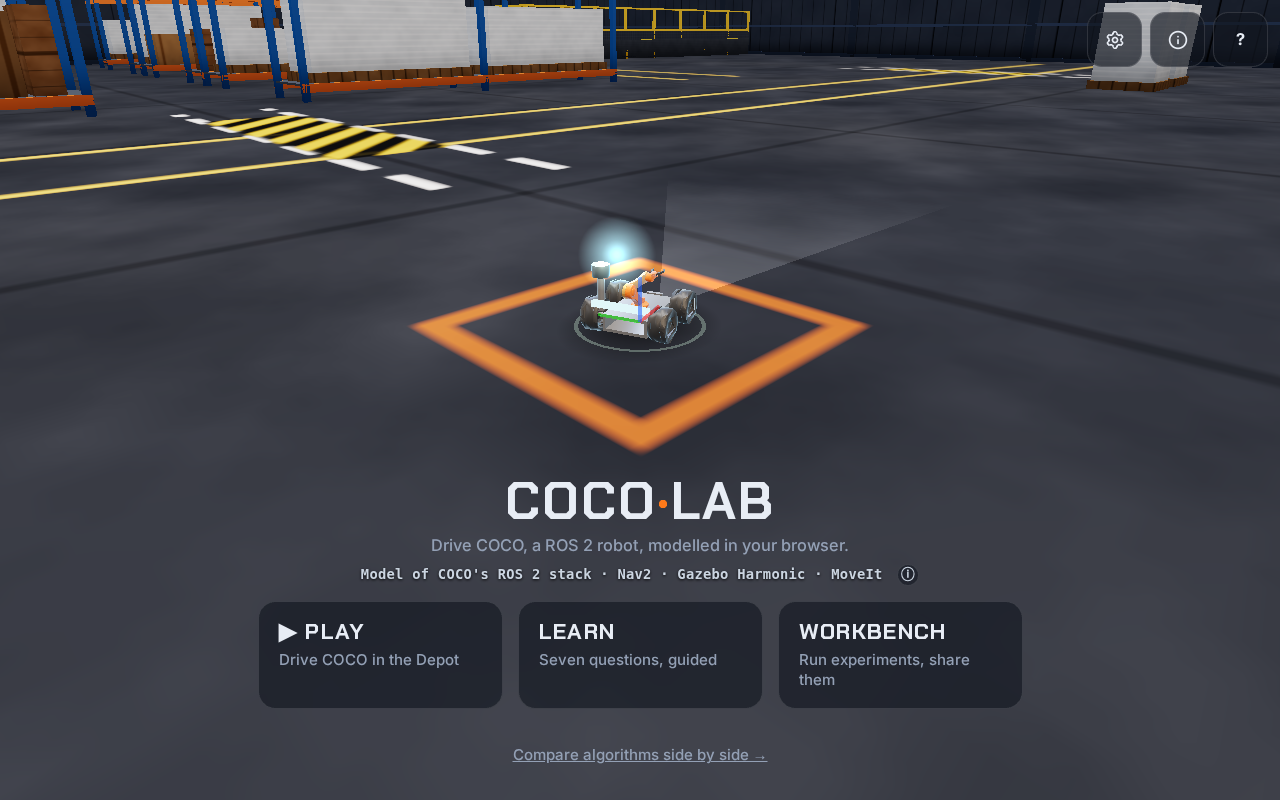 ?
COCO·LAB
Drive COCO, a ROS 2 robot, modelled in your browser.
Model of COCO's ROS 2 stack · Nav2 · Gazebo Harmonic · MoveIt ⓘ
▶ PLAY
Drive COCO in the Depot
LEARN
Seven questions, guided
WORKBENCH
Run experiments, share
them
Compare algorithms side by side →